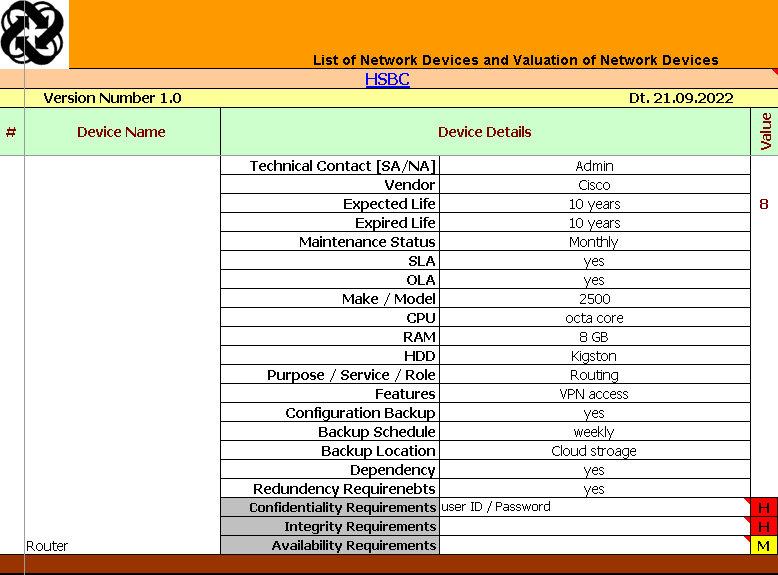 List of Network Devices and Valuation of Network Devices
HSBC
Version Number 1.0 Dt. 21.09.2022
# Device Name Device Details Value
Technical Contact [SA/NA] Admin
Vendor Cisco
Expected Life 10 years 8
Expired Life 10 years
Maintenance Status Monthly
SLA yes
OLA yes
Make / Model 2500
CPU octa core
RAM 8 GB
HDD Kigston
Purpose / Service / Role Routing
Features VPN access
Configuration Backup yes
Backup Schedule weekly
Backup Location Cloud stroage
Dependency yes
Redundency Requirenebts yes
Confidentiality Requirements user ID / Password H
Integrity Requirements H
Router Availability Requirements M